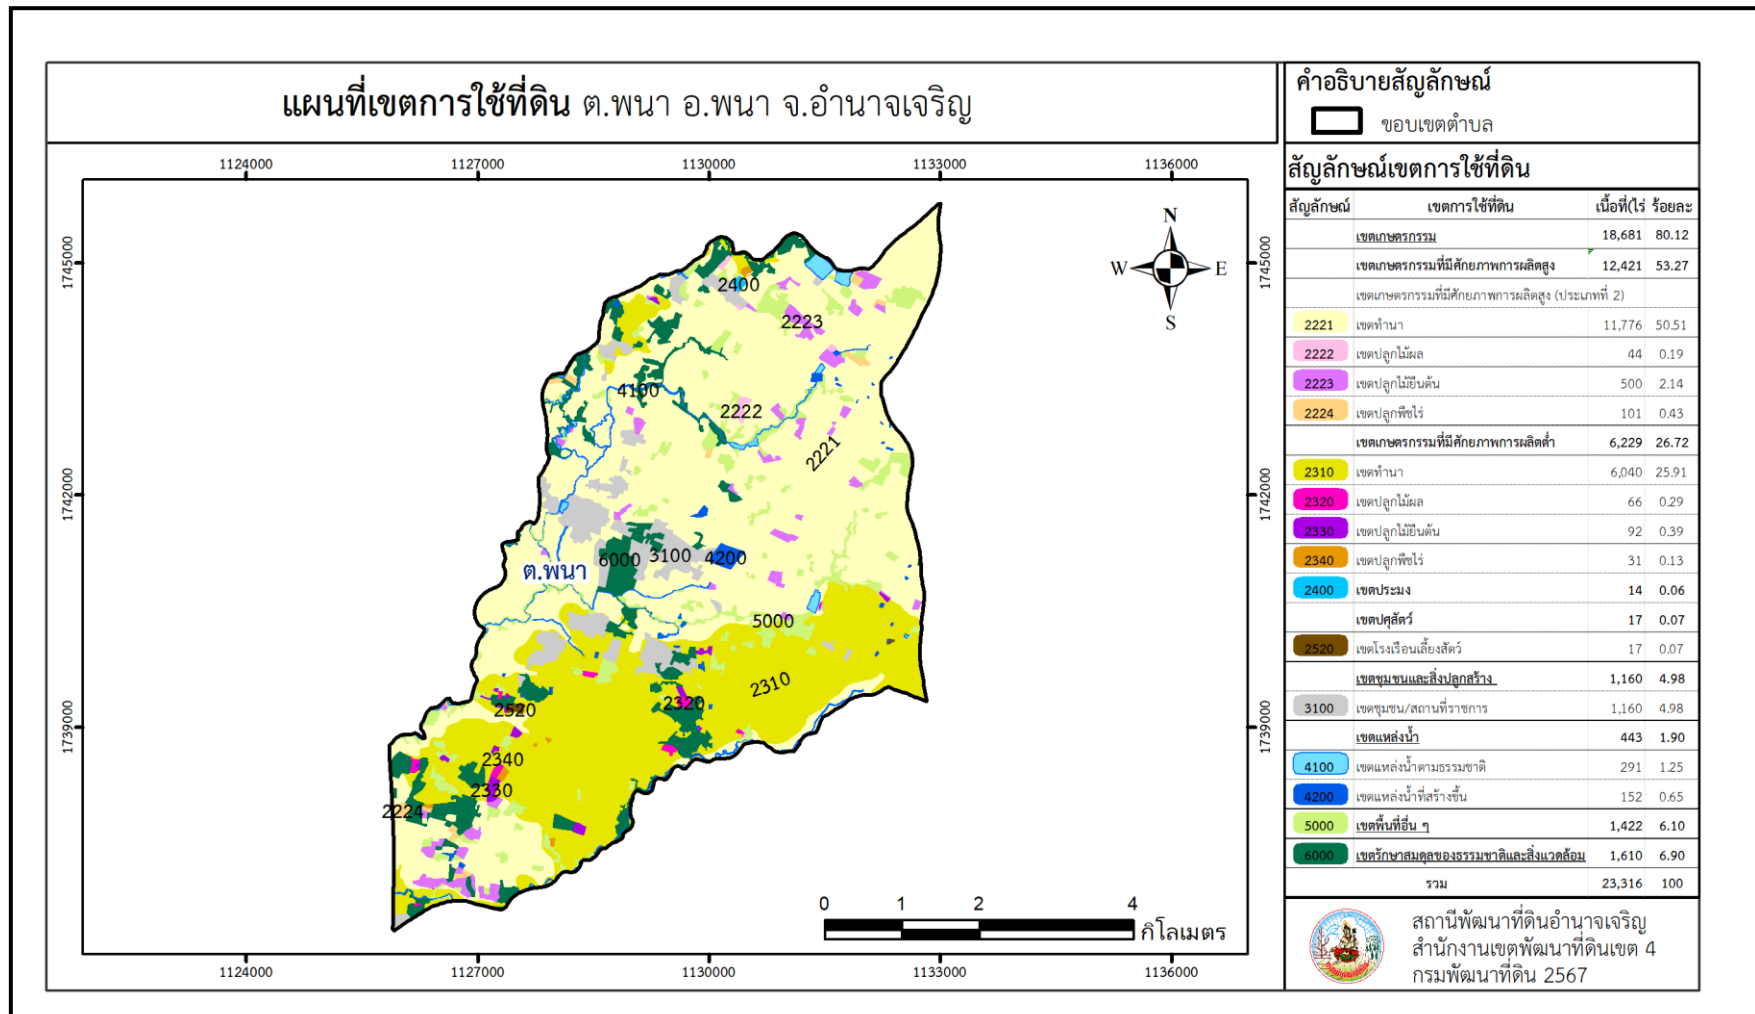 แผนที่เขตการใช้ที่ดิน ต.พนา อ.พนา จ.อำนาจเจริญ
คำอธิบายสัญลักษณ์
ขอบเขตตำบล
สัญลักษณ์เขตการใช้ที่ดิน
สัญลักษณ์ เขตการใช้ที่ดิน เนื้อที่(ไร่ ร้อยละ
เขตเกษตรกรรม 18,681 80.12
เขตเกษตรกรรมที่มีศักยภาพการผลิตสูง 12,421 53.27
เขตเกษตรกรรมที่มีศักยภาพการผลิตสูง (ประเภทที่ 2)
2221 เขตทำนา 11,776 50.51
2222 เขตปลูกไม้ผล 44 0.19
2223 เขตปลูกไม้ยืนต้น 500 2.14
2224 เขตปลูกพืชไร่ 101 0.43
เขตเกษตรกรรมที่มีศักยภาพการผลิตต่ำ 6,229 26.72
2310 เขตทำนา 6,040 25.91
2320 เขตปลูกไม้ผล 66 0.29
2330 เขตปลูกไม้ยืนต้น 92 0.39
2340 เขตปลูกพืชไร่ 31 0.13
2400 เขตประมง 14 0.06
เขตปศุสัตว์ 17 0.07
2520 เขตโรงเรือนเลี้ยงสัตว์ 17 0.07
เขตชุมชนและสิ่งปลูกสร้าง 1,160 4.98
3100 เขตชุมชน/สถานที่ราชการ 1,160 4.98
เขตแหล่งน้ำ 443 1.90
4100 เขตแหล่งน้ำตามธรรมชาติ 291 1.25
4200 เขตแหล่งน้ำที่สร้างขึ้น 152 0.65
5000 เขตพื้นที่อื่น ๆ 1,422 6.10
6000 เขตรักษาสมดุลของธรรมชาติและสิ่งแวดล้อม 1,610 6.90
รวม 23,316 100
สถานีพัฒนาที่ดินอำนาจเจริญ
สำนักงานเขตพัฒนาที่ดินเขต 4
กรมพัฒนาที่ดิน 2567
1124000 1127000 1130000 1133000 1136000
1745000 1745000
1742000 1742000
1739000 1739000
N
W E
S
2400
2223
4100
2222
2221
6000 3100 4200
ต.พนา
5000
2310
2320
2520
2340
2330
2224
0 1 2 4
กิโลเมตร
1124000 1127000 1130000 1133000 1136000